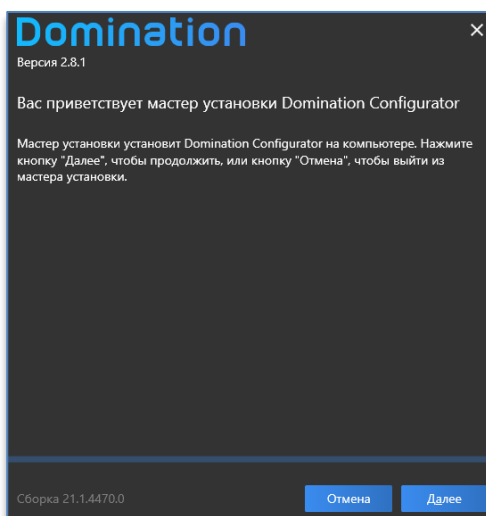 Domination
Версия 2.8.1
Вас приветствует мастер установки Domination Configurator
Мастер установки установит Domination Configurator на компьютере. Нажмите
кнопку "Далее", чтобы продолжить, или кнопку "Отмена", чтобы выйти из
мастера установки.
Сборка 21.1.4470.0
Отмена
Далее